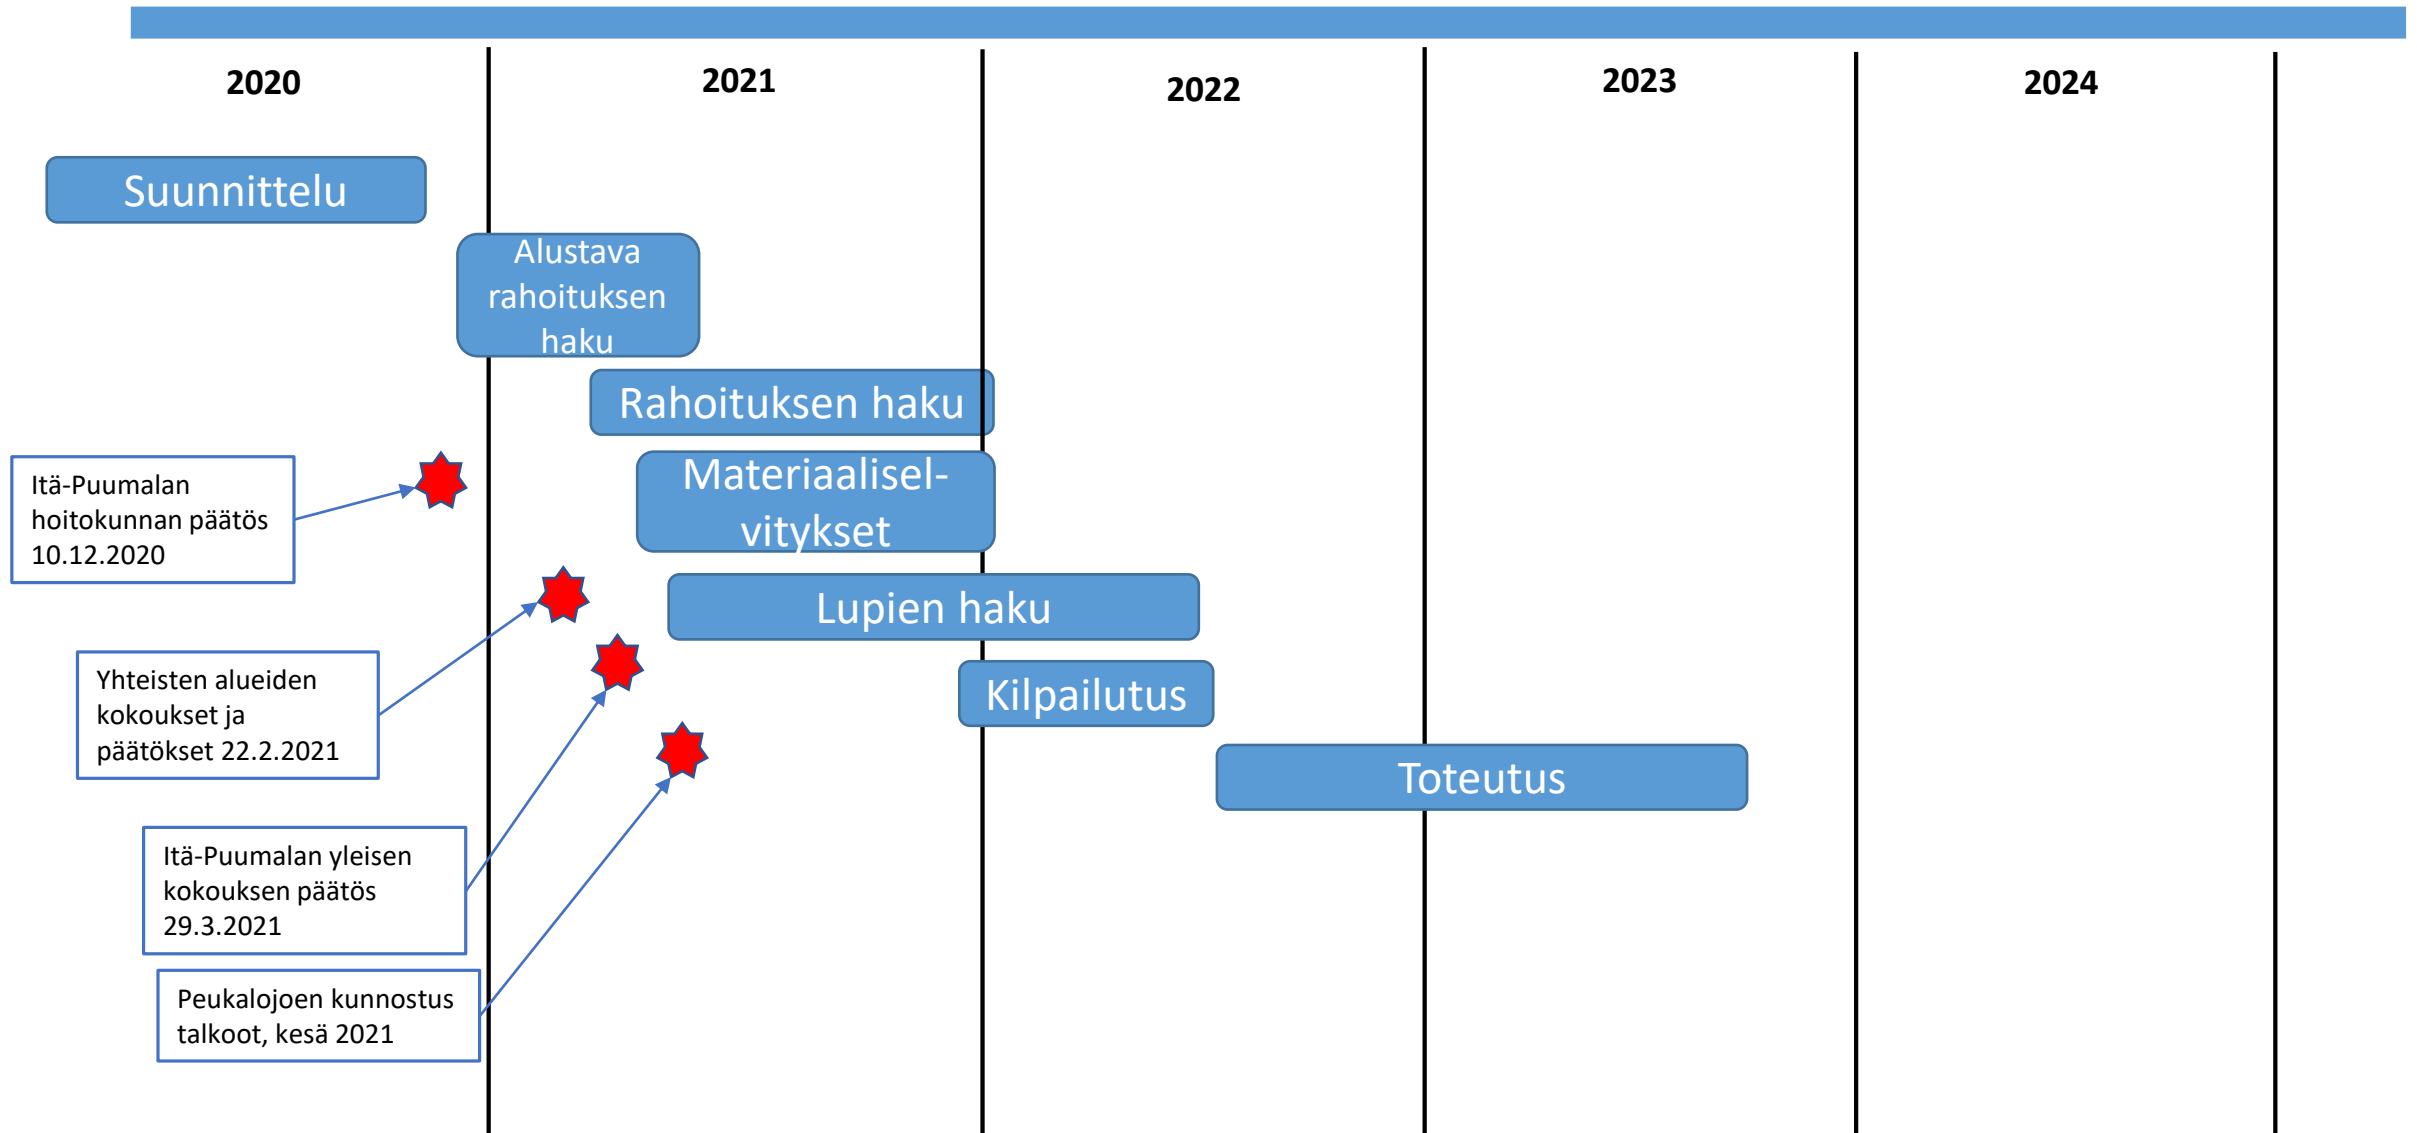 2020
2021
2022
2023
2024
Suunnittelu
Alustava
rahoituksen
haku
Rahoituksen haku
Materiaalisel-
vitykset
Lupien haku
Kilpailutus
Toteutus
Itä-Puumalan
hoitokunnan päätös
10.12.2020
Yhteisten alueiden
kokoukset ja
päätökset 22.2.2021
Itä-Puumalan yleisen
kokouksen päätös
29.3.2021
Peukalojoen kunnostus
talkoot, kesä 2021